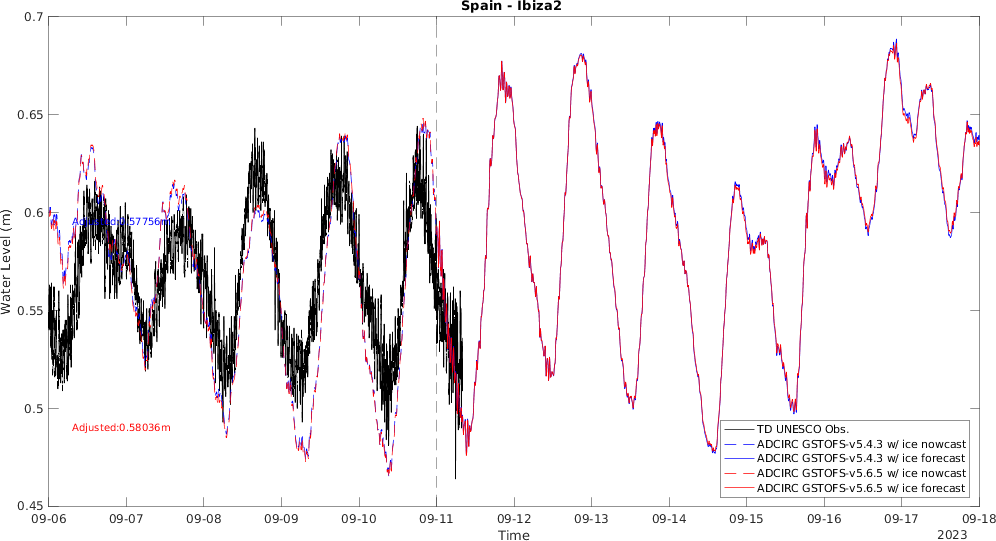 Spain - Ibiza2
0.7
0.65
0.6
0.55
0.5
0.45
Water Level (m)
Adjusted:0.57756m
Adjusted:0.58036m
TD UNESCO Obs.
ADCIRC GSTOFS-v5.4.3 w/ ice nowcast
ADCIRC GSTOFS-v5.4.3 w/ ice forecast
ADCIRC GSTOFS-v5.6.5 w/ ice nowcast
ADCIRC GSTOFS-v5.6.5 w/ ice forecast
09-06 09-07 09-08 09-09 09-10 09-11 09-12 09-13 09-14 09-15 09-16 09-17 09-18
Time
2023